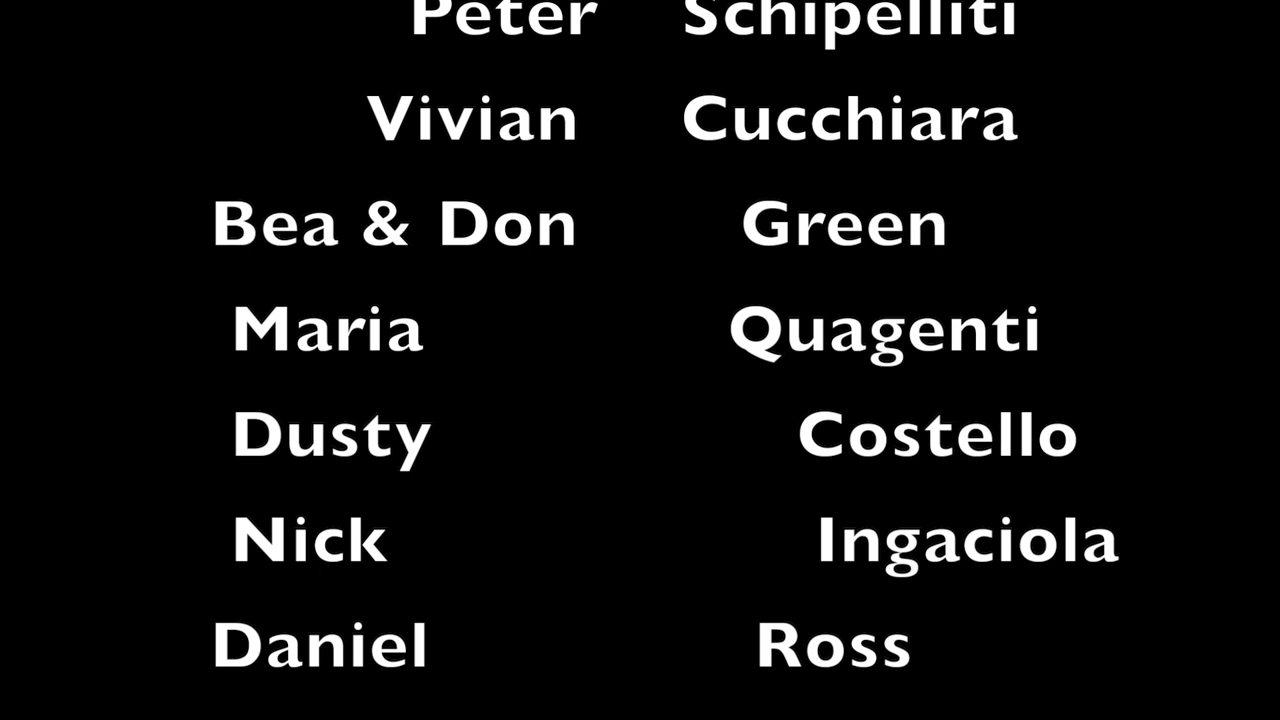 Peter Schipelliti
Vivian Cucchiara
Bea & Don Green
Maria Quagenti
Dusty Costello
Nick Ingaciola
Daniel Ross